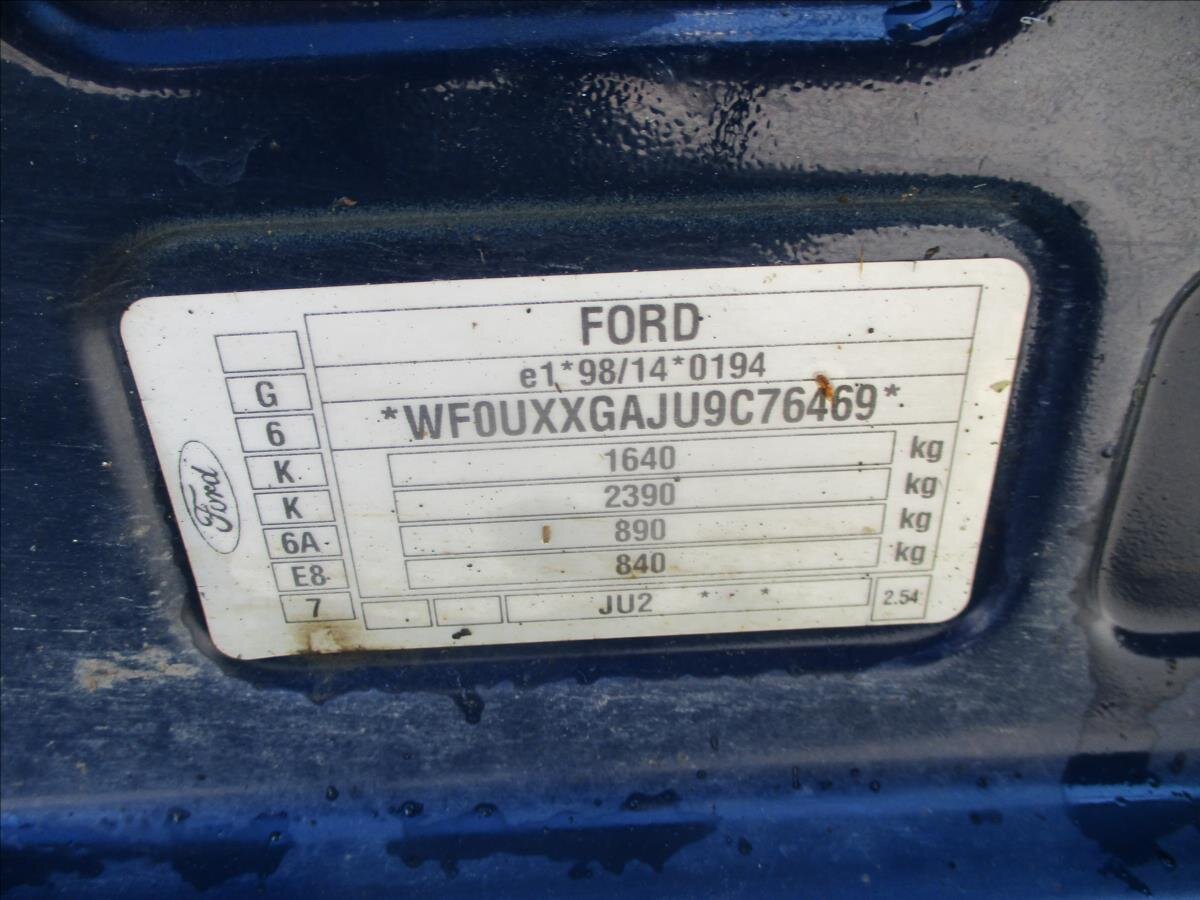 FORD
e1*98/14*0194
*WF0UXXGAJU9C76469*
1640 kg
2390 kg
890 kg
840 kg
JU2 * - *
2.54
G
6
K
K
6A
E8
7
Ford